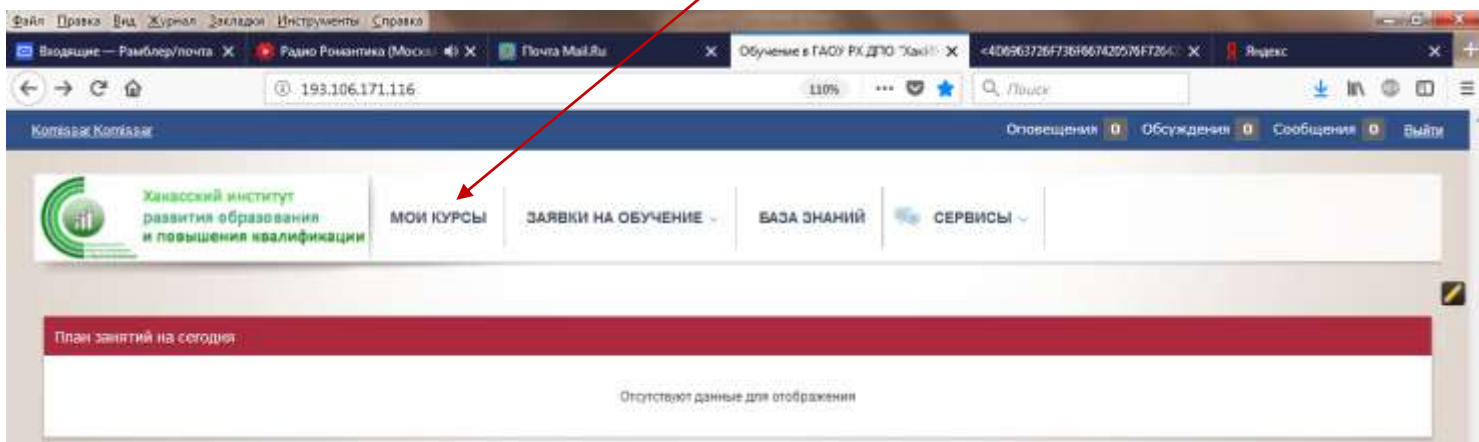 Файл Правка Вид Журнал Закладки Инструменты Справка
Входящие — Рамблер/почта Радио Романтика (Москв Почта Mail.Ru Обучение в ГАОУ РХ ДПО "ХакИ Яндекс
193.106.171.116 110% Поиск
Komissar Komissar Оповещения 0 Обсуждения 0 Сообщения 0 Выйти
Хакасский институт
развития образования
и повышения квалификации
МОИ КУРСЫ ЗАЯВКИ НА ОБУЧЕНИЕ БАЗА ЗНАНИЙ СЕРВИСЫ
План занятий на сегодня
Отсутствуют данные для отображения